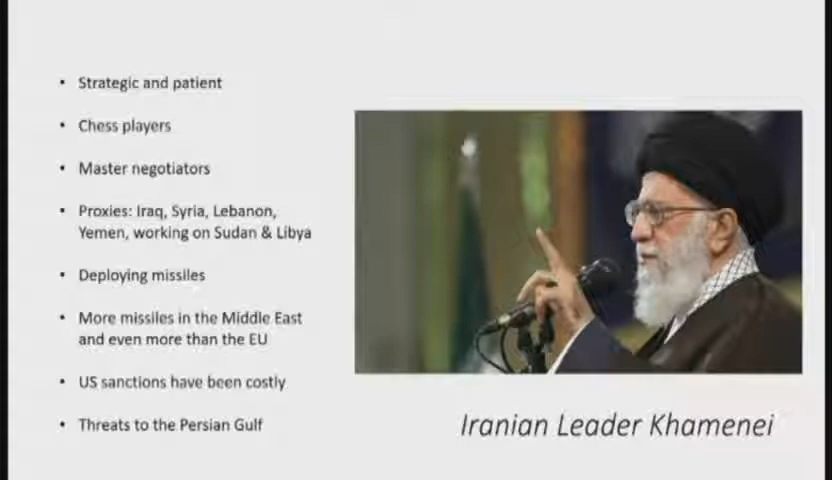 • Strategic and patient
• Chess players
• Master negotiators
• Proxies: Iraq, Syria, Lebanon,
Yemen, working on Sudan & Libya
• Deploying missiles
• More missiles in the Middle East
and even more than the EU
• US sanctions have been costly
• Threats to the Persian Gulf
Iranian Leader Khamenei